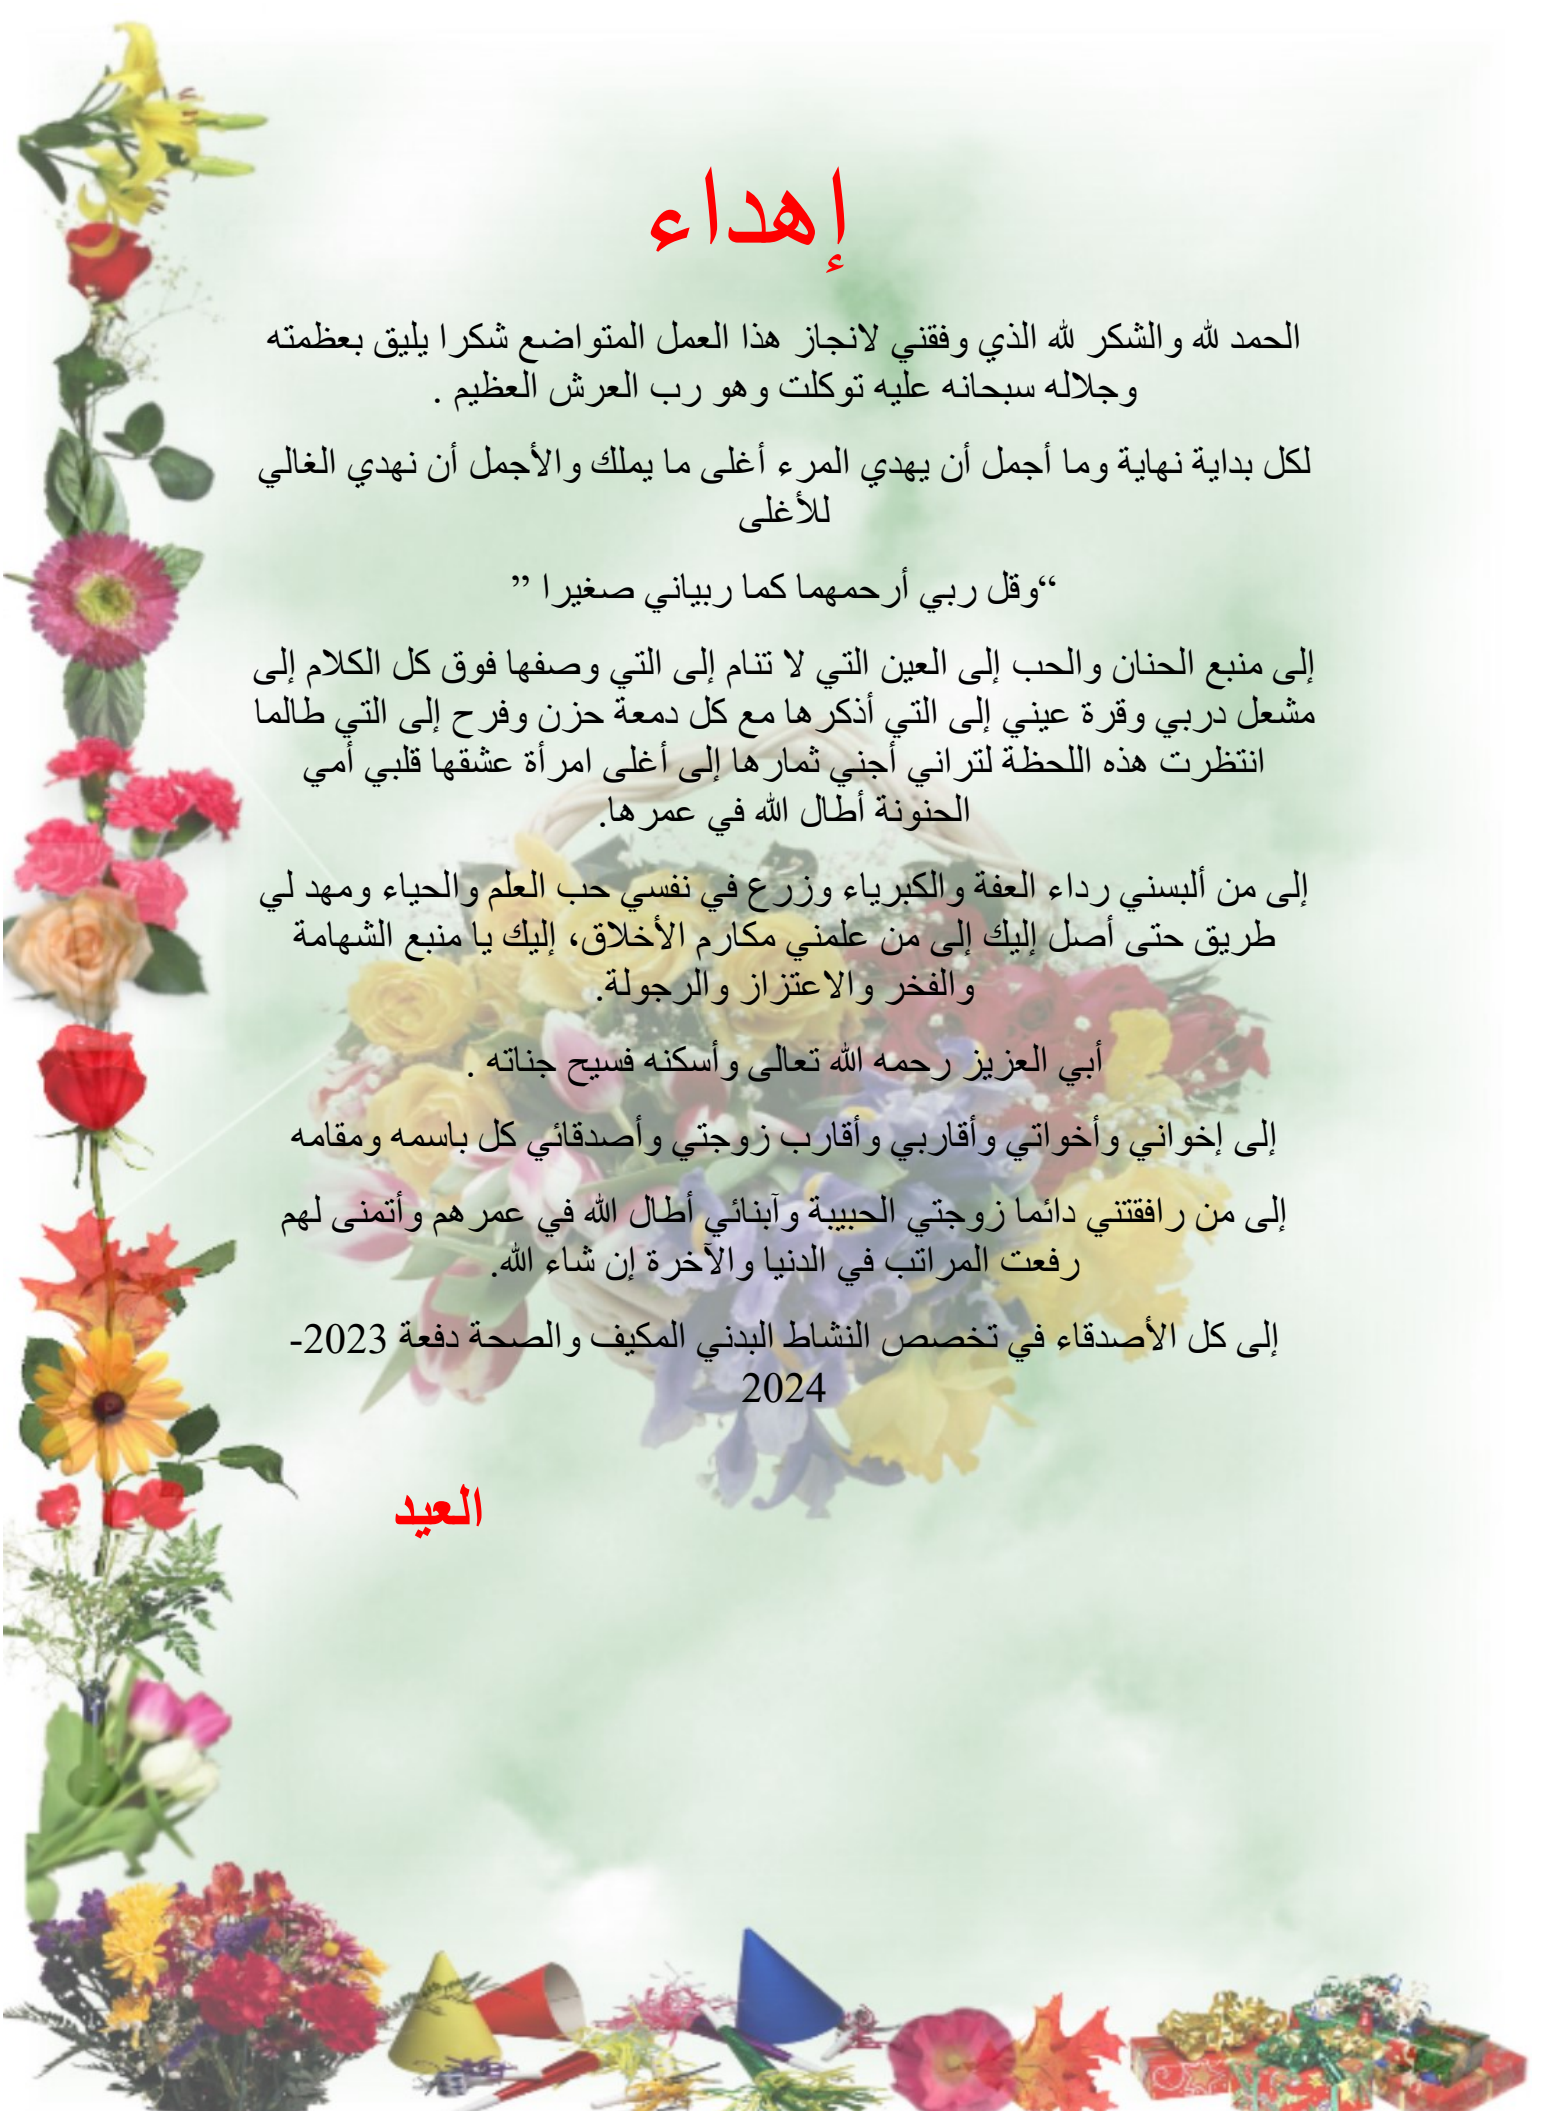 إهداء
الحمد لله والشكر لله الذي وفقني لانجاز هذا العمل المتواضع شكرا يليق بعظمته
وجلاله سبحانه عليه توكلت وهو رب العرش العظيم .
لكل بداية نهاية وما أجمل أن يهدي المرء أغلى ما يملك والأجمل أن نهدي الغالي
للأغلى
“وقل ربي أرحمهما كما ربياني صغيرا ”
إلى منبع الحنان والحب إلى العين التي لا تنام إلى التي وصفها فوق كل الكلام إلى
مشعل دربي وقرة عيني إلى التي أذكرها مع كل دمعة حزن وفرح إلى التي طالما
انتظرت هذه اللحظة لتراني أجني ثمارها إلى أغلى امرأة عشقها قلبي أمي
الحنونة أطال الله في عمرها.
إلى من ألبسني رداء العفة والكبرياء وزرع في نفسي حب العلم والحياء ومهد لي
طريق حتى أصل إليك إلى من علمني مكارم الأخلاق، إليك يا منبع الشهامة
والفخر والاعتزاز والرجولة.
أبي العزيز رحمه الله تعالى وأسكنه فسيح جناته .
إلى إخواني وأخواتي وأقاربي وأقارب زوجتي وأصدقائي كل باسمه ومقامه
إلى من رافقتتي دائما زوجتي الحبيبة وآبنائي أطال الله في عمرهم وأتمنى لهم
رفعت المراتب في الدنيا والآخرة إن شاء الله.
إلى كل الأصدقاء في تخصص النشاط البدني المكيف والصحة دفعة 2023-
2024
العيد